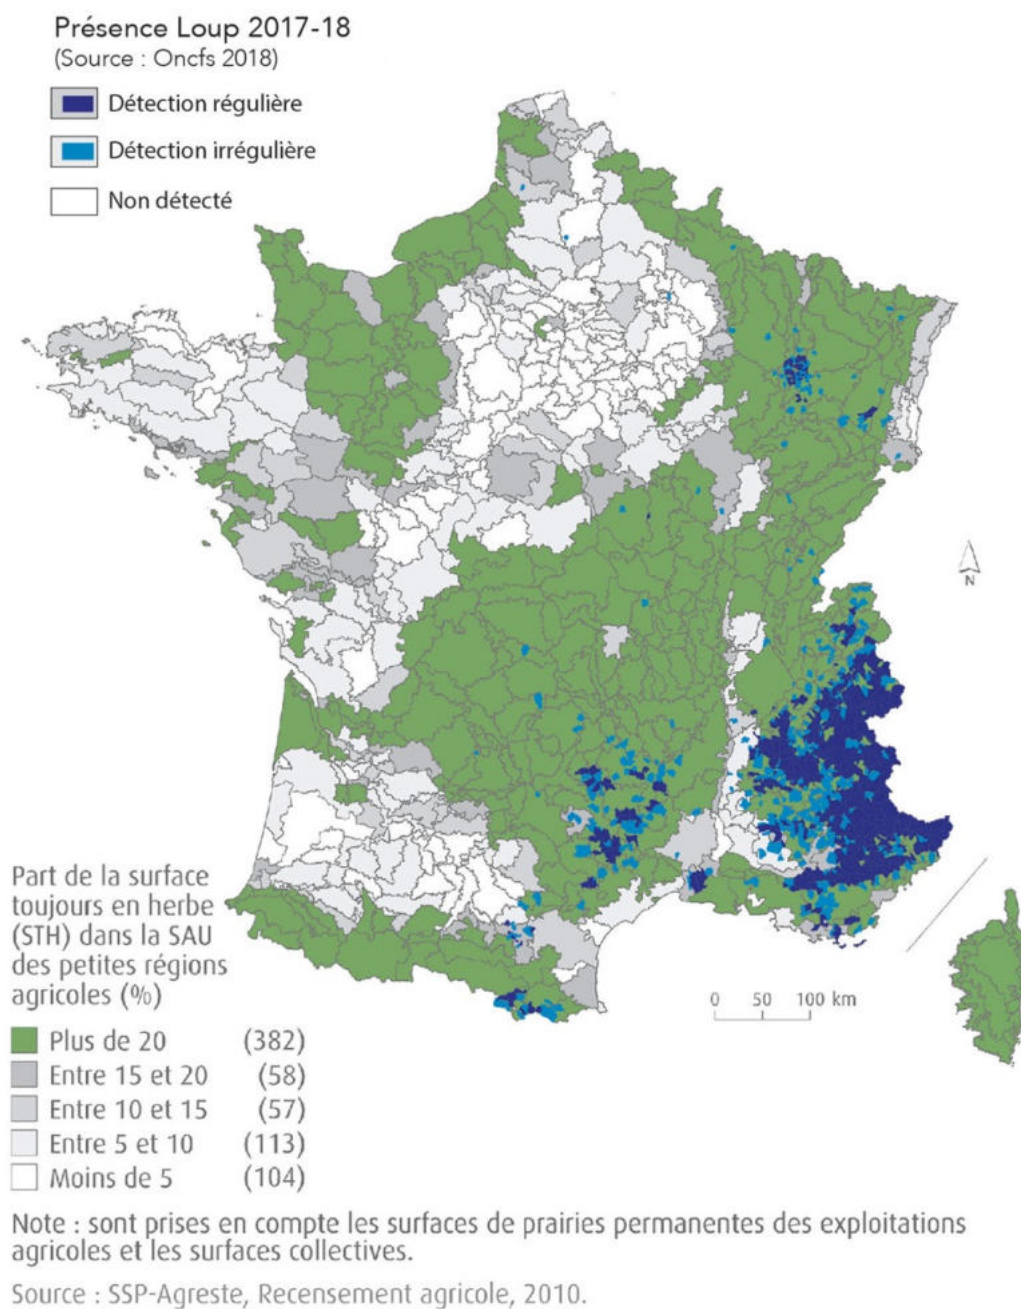 Présence Loup 2017-18
(Source : Oncfs 2018)
Détection régulière
Détection irrégulière
Non détecté
N
0 50 100 km
Part de la surface
toujours en herbe
(STH) dans la SAU
des petites régions
agricoles (%)
Plus de 20 (382)
Entre 15 et 20 (58)
Entre 10 et 15 (57)
Entre 5 et 10 (113)
Moins de 5 (104)
Note : sont prises en compte les surfaces de prairies permanentes des exploitations
agricoles et les surfaces collectives.
Source : SSP-Agreste, Recensement agricole, 2010.